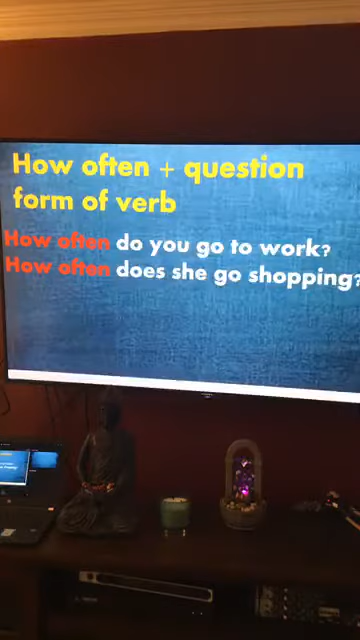 How often + question
form of verb
How often do you go to work?
How often does she go shopping?